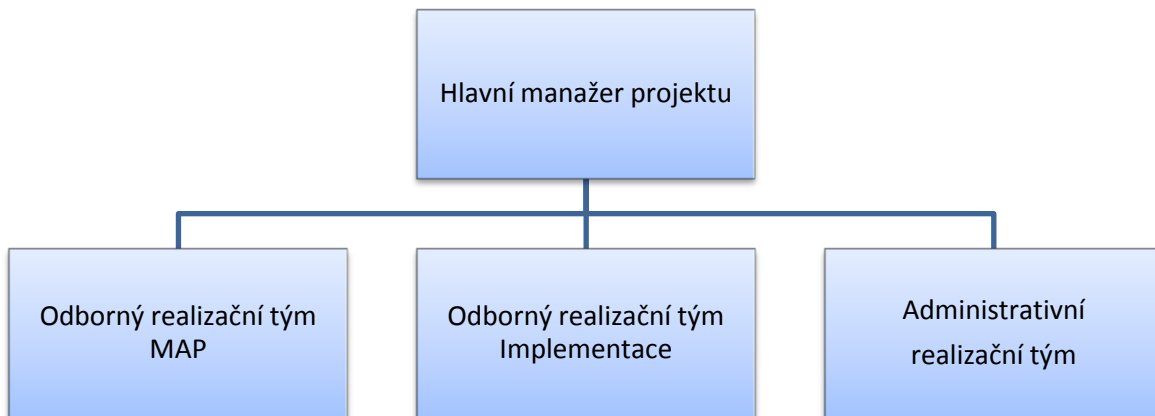 Hlavní manažer projektu
Odborný realizační tým
MAP
Odborný realizační tým
Implementace
Administrativní
realizační tým